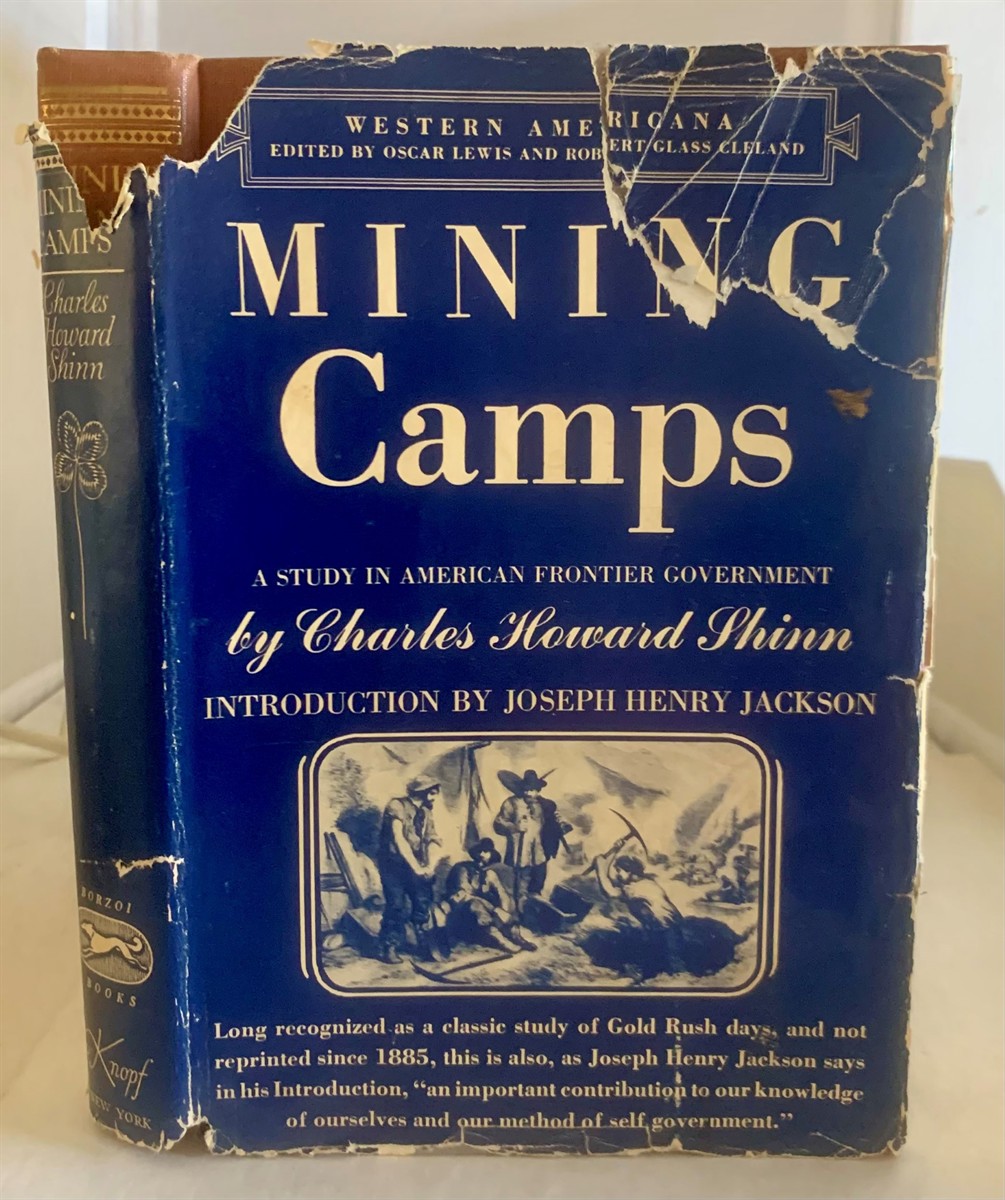 WESTERN AMERICANA
EDITED BY OSCAR LEWIS AND ROBERT GLASS CLELAND
MINING
Camps
A STUDY IN AMERICAN FRONTIER GOVERNMENT
by Charles Howard Shinn
INTRODUCTION BY JOSEPH HENRY JACKSON
Long recognized as a classic study of Gold Rush days, and not
reprinted since 1885, this is also, as Joseph Henry Jackson says
in his Introduction, "an important contribution to our knowledge
of ourselves and our method of self government."
CAMPS
Charles
Howard
Shinn
BORZOI
BOOKS
Knopf
NEW YORK